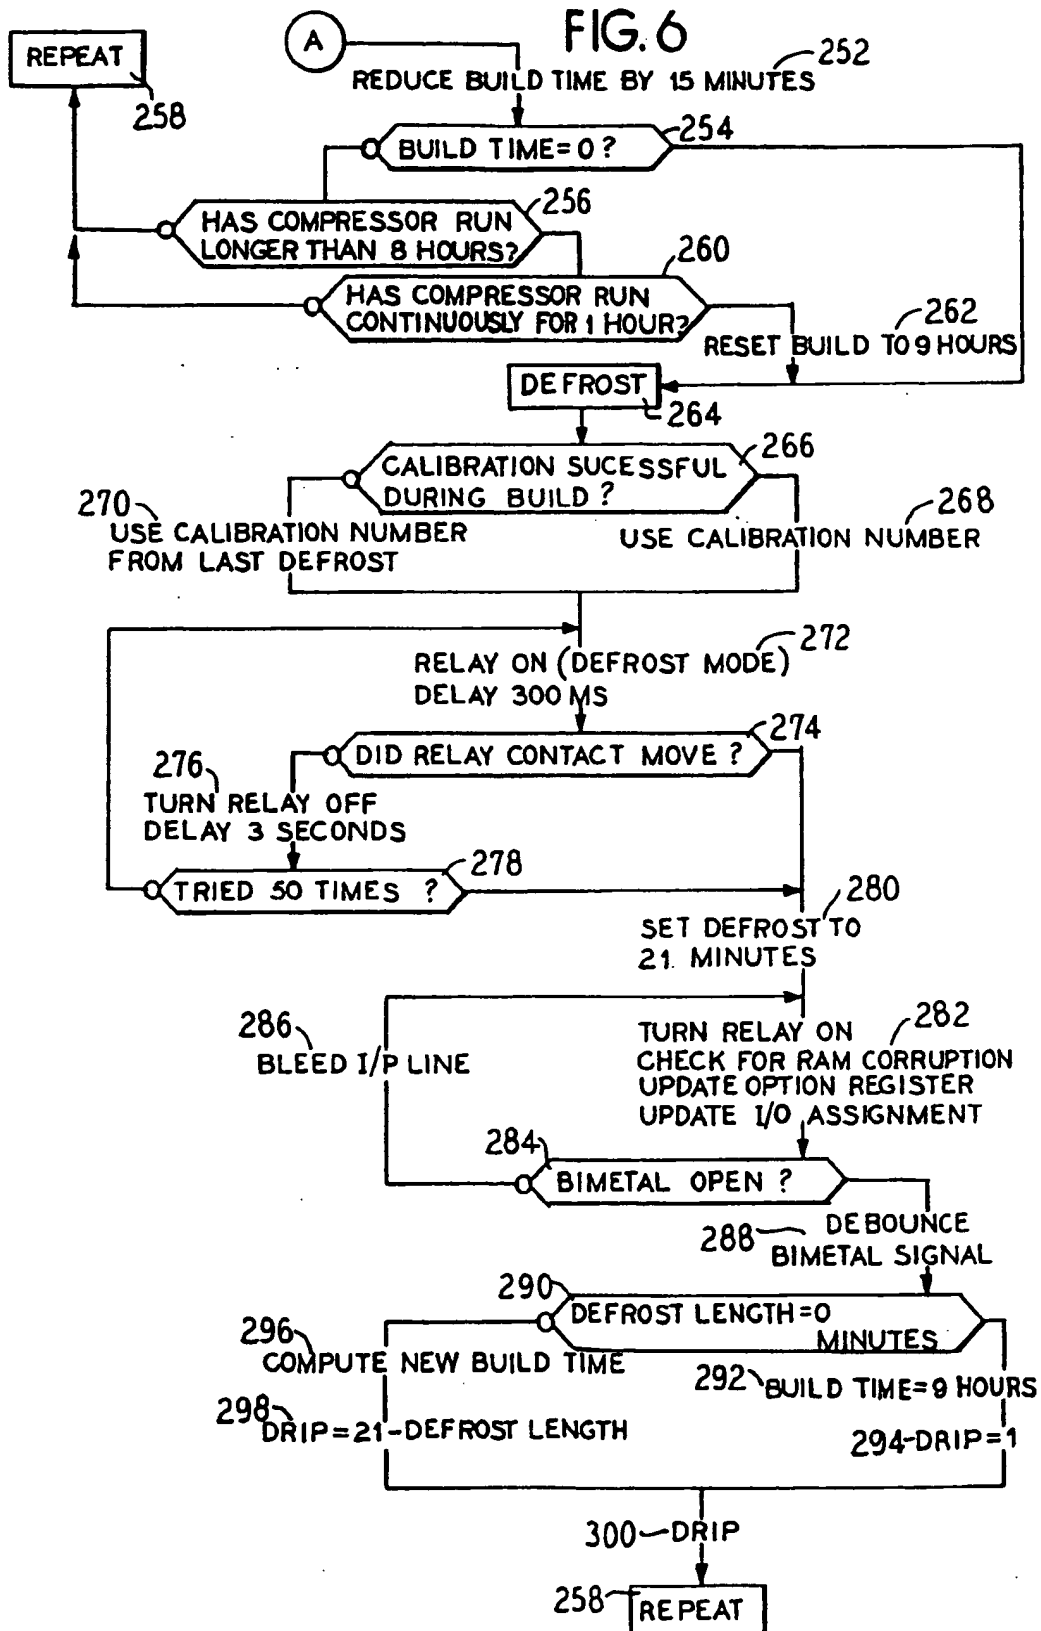 FIG. 6
A
REPEAT
258
REDUCE BUILD TIME BY 15 MINUTES
252
BUILD TIME=0 ?
254
HAS COMPRESSOR RUN
LONGER THAN 8 HOURS?
256
HAS COMPRESSOR RUN
CONTINUOUSLY FOR 1 HOUR?
260
262
RESET BUILD TO 9 HOURS
DEFROST
264
CALIBRATION SUCESSFUL
DURING BUILD ?
266
270
USE CALIBRATION NUMBER
FROM LAST DEFROST
268
USE CALIBRATION NUMBER
272
RELAY ON (DEFROST MODE)
DELAY 300 MS
DID RELAY CONTACT MOVE ?
274
276
TURN RELAY OFF
DELAY 3 SECONDS
TRIED 50 TIMES ?
278
280
SET DEFROST TO
21. MINUTES
286
BLEED I/P LINE
282
TURN RELAY ON
CHECK FOR RAM CORRUPTION
UPDATE OPTION REGISTER
UPDATE I/O ASSIGNMENT
284
BIMETAL OPEN ?
288
DEBOUNCE
BIMETAL SIGNAL
290
DEFROST LENGTH=0
MINUTES
296
COMPUTE NEW BUILD TIME
292
BUILD TIME=9 HOURS
298
DRIP=21-DEFROST LENGTH
294-DRIP=1
300 DRIP
258
REPEAT